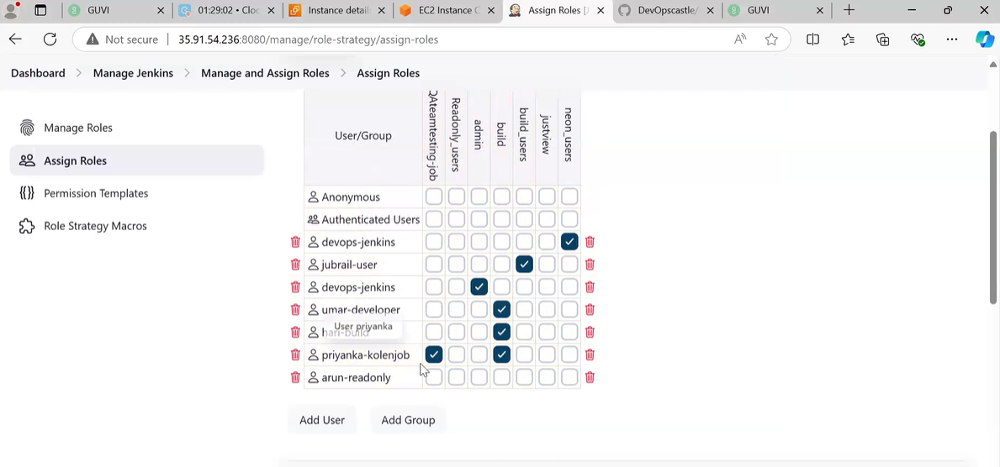 GUVI
01:29:02 • Cloc
Instance detail
EC2 Instance C
Assign Roles [J
DevOpscastle/
GUVI
Not secure
35.91.54.236:8080/manage/role-strategy/assign-roles
Dashboard
Manage Jenkins
Manage and Assign Roles
Assign Roles
Manage Roles
Assign Roles
Permission Templates
Role Strategy Macros
User/Group
QAteamtesting-job
Readonly_users
admin
build
build_users
justview
neon_users
Anonymous
Authenticated Users
devops-jenkins
jubrail-user
devops-jenkins
umar-developer
User priyanka
hari-build
priyanka-kolenjob
arun-readonly
Add User
Add Group